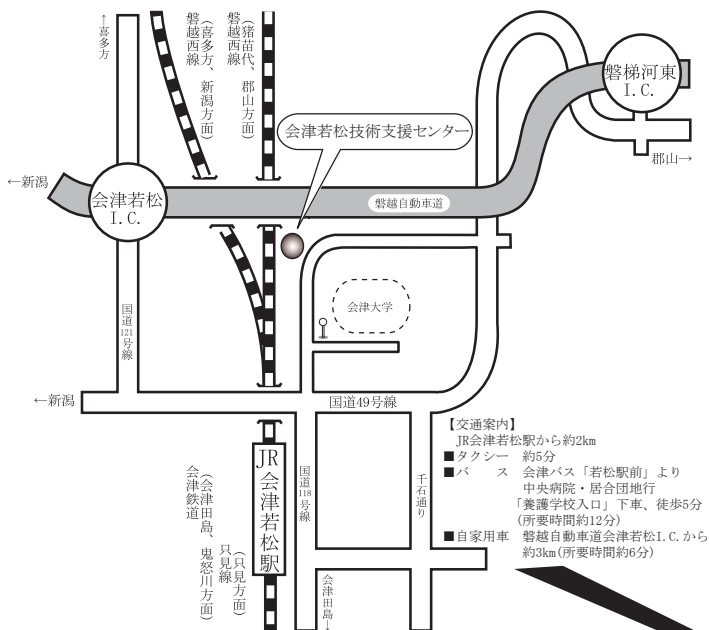 ←喜多方
磐越西線
(喜多方、新潟方面)
磐越西線
(猪苗代、郡山方面)
会津若松技術支援センター
磐梯河東
I.C.
郡山→
←新潟
会津若松
I.C.
磐越自動車道
会津大学
国道121号線
←新潟
国道49号線
JR会津若松駅
国道118号線
千石通り
会津鉄道
(会津田島、鬼怒川方面)
只見線
(只見方面)
会津田島→
【交通案内】
JR会津若松駅から約2km
■タクシー 約5分
■バ ス 会津バス「若松駅前」より
中央病院・居合団地行
「養護学校入口」下車、徒歩5分
(所要時間約12分)
■自家用車 磐越自動車道会津若松I.C.から
約3km(所要時間約6分)